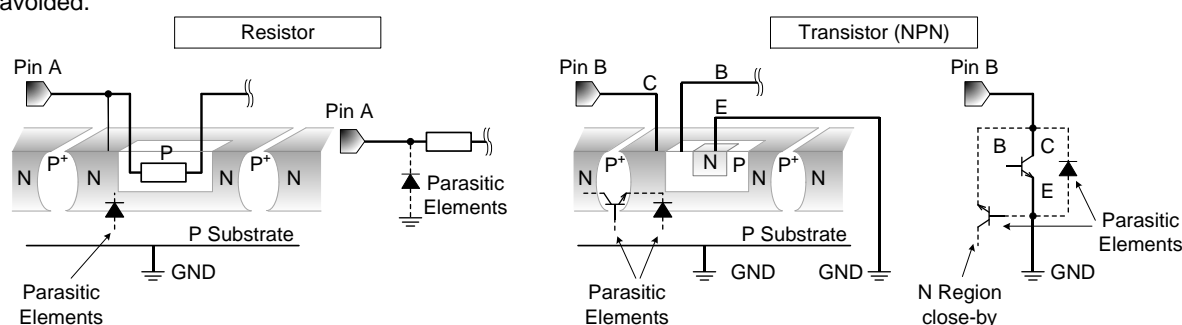 avoided.
Resistor
Transistor (NPN)
Pin A
Pin A
N
P+
N
P
N
P+
N
Parasitic
Elements
P Substrate
GND
Parasitic
Elements
Pin B
C
B
E
N
P+
N
N
P
N
P+
N
P Substrate
GND
GND
Parasitic
Elements
Pin B
B
C
E
Parasitic
Elements
GND
N Region
close-by